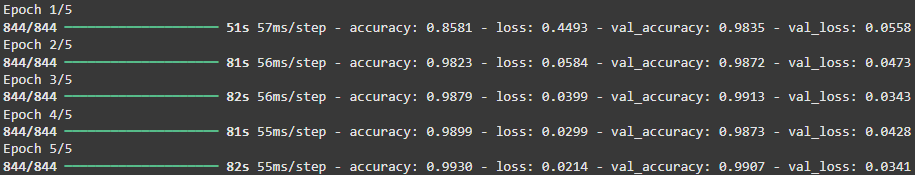 Epoch 1/5
844/844 ━━━━━━━━━━━━━━━━━━━━ 51s 57ms/step - accuracy: 0.8581 - loss: 0.4493 - val_accuracy: 0.9835 - val_loss: 0.0558
Epoch 2/5
844/844 ━━━━━━━━━━━━━━━━━━━━ 81s 56ms/step - accuracy: 0.9823 - loss: 0.0584 - val_accuracy: 0.9872 - val_loss: 0.0473
Epoch 3/5
844/844 ━━━━━━━━━━━━━━━━━━━━ 82s 56ms/step - accuracy: 0.9879 - loss: 0.0399 - val_accuracy: 0.9913 - val_loss: 0.0343
Epoch 4/5
844/844 ━━━━━━━━━━━━━━━━━━━━ 81s 55ms/step - accuracy: 0.9899 - loss: 0.0299 - val_accuracy: 0.9873 - val_loss: 0.0428
Epoch 5/5
844/844 ━━━━━━━━━━━━━━━━━━━━ 82s 55ms/step - accuracy: 0.9930 - loss: 0.0214 - val_accuracy: 0.9907 - val_loss: 0.0341